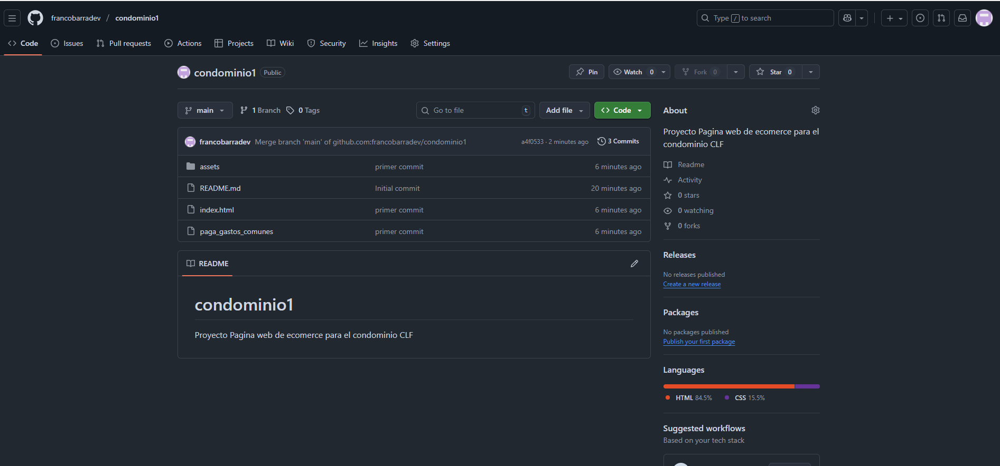 francobarradev / condominio1
Type / to search
Code
Issues
Pull requests
Actions
Projects
Wiki
Security
Insights
Settings
condominio1 Public
Pin
Watch 0
Fork 0
Star 0
main
1 Branch
0 Tags
Go to file t
Add file
Code
francobarradev Merge branch 'main' of github.com:francobarradev/condominio1 a4f0533 · 2 minutes ago 3 Commits
assets primer commit 6 minutes ago
README.md Initial commit 20 minutes ago
index.html primer commit 6 minutes ago
paga_gastos_comunes primer commit 6 minutes ago
README
condominio1
Proyecto Pagina web de ecomerce para el condominio CLF
About
Proyecto Pagina web de ecomerce para el
condominio CLF
Readme
Activity
0 stars
0 watching
0 forks
Releases
No releases published
Create a new release
Packages
No packages published
Publish your first package
Languages
HTML 84.5% CSS 15.5%
Suggested workflows
Based on your tech stack